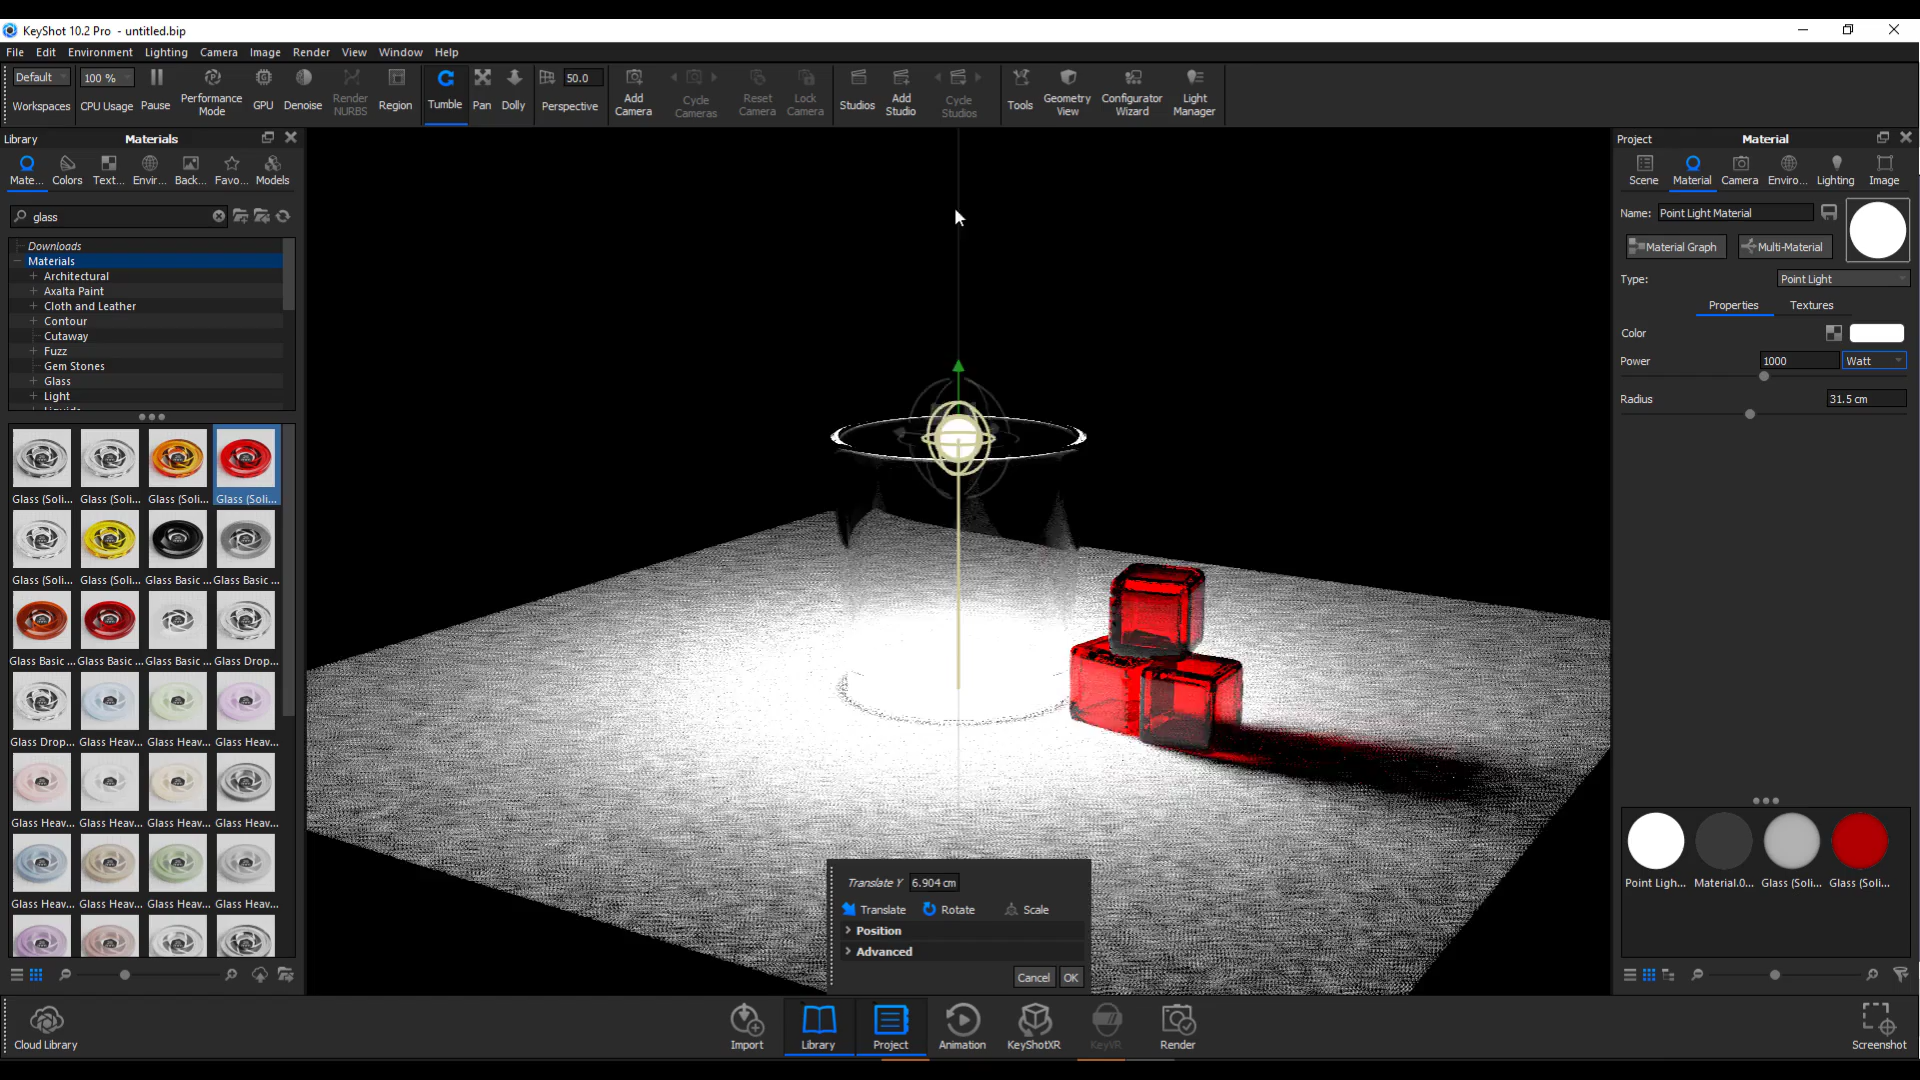 KeyShot 10.2 Pro - untitled.bip
File Edit Environment Lighting Camera Image Render View Window Help
Default 100 % 50.0
Workspaces CPU Usage Pause Performance Mode GPU Denoise Render NURBS Region Tumble Pan Dolly Perspective Add Camera Cycle Cameras Reset Camera Lock Camera Studios Add Studio Cycle Studios Tools Geometry View Configurator Wizard Light Manager
Library Materials
Mate... Colors Text... Envir... Back... Favo... Models
glass
Downloads
Materials
Architectural
Axalta Paint
Cloth and Leather
Contour
Cutaway
Fuzz
Gem Stones
Glass
Light
Glass (Soli... Glass (Soli... Glass (Soli... Glass (Soli...
Glass (Soli... Glass (Soli... Glass Basic ... Glass Basic ...
Glass Basic ... Glass Basic ... Glass Basic ... Glass Drop...
Glass Drop... Glass Heav... Glass Heav... Glass Heav...
Glass Heav... Glass Heav... Glass Heav... Glass Heav...
Glass Heav... Glass Heav... Glass Heav... Glass Heav...
Translate Y 6.904 cm
Translate Rotate Scale
Position
Advanced
Cancel OK
Project Material
Scene Material Camera Enviro... Lighting Image
Name: Point Light Material
Material Graph Multi-Material
Type: Point Light
Properties Textures
Color
Power 1000 Watt
Radius 31.5 cm
Point Ligh... Material.0... Glass (Soli... Glass (Soli...
Cloud Library Import Library Project Animation KeyShotXR KeyVR Render Screenshot